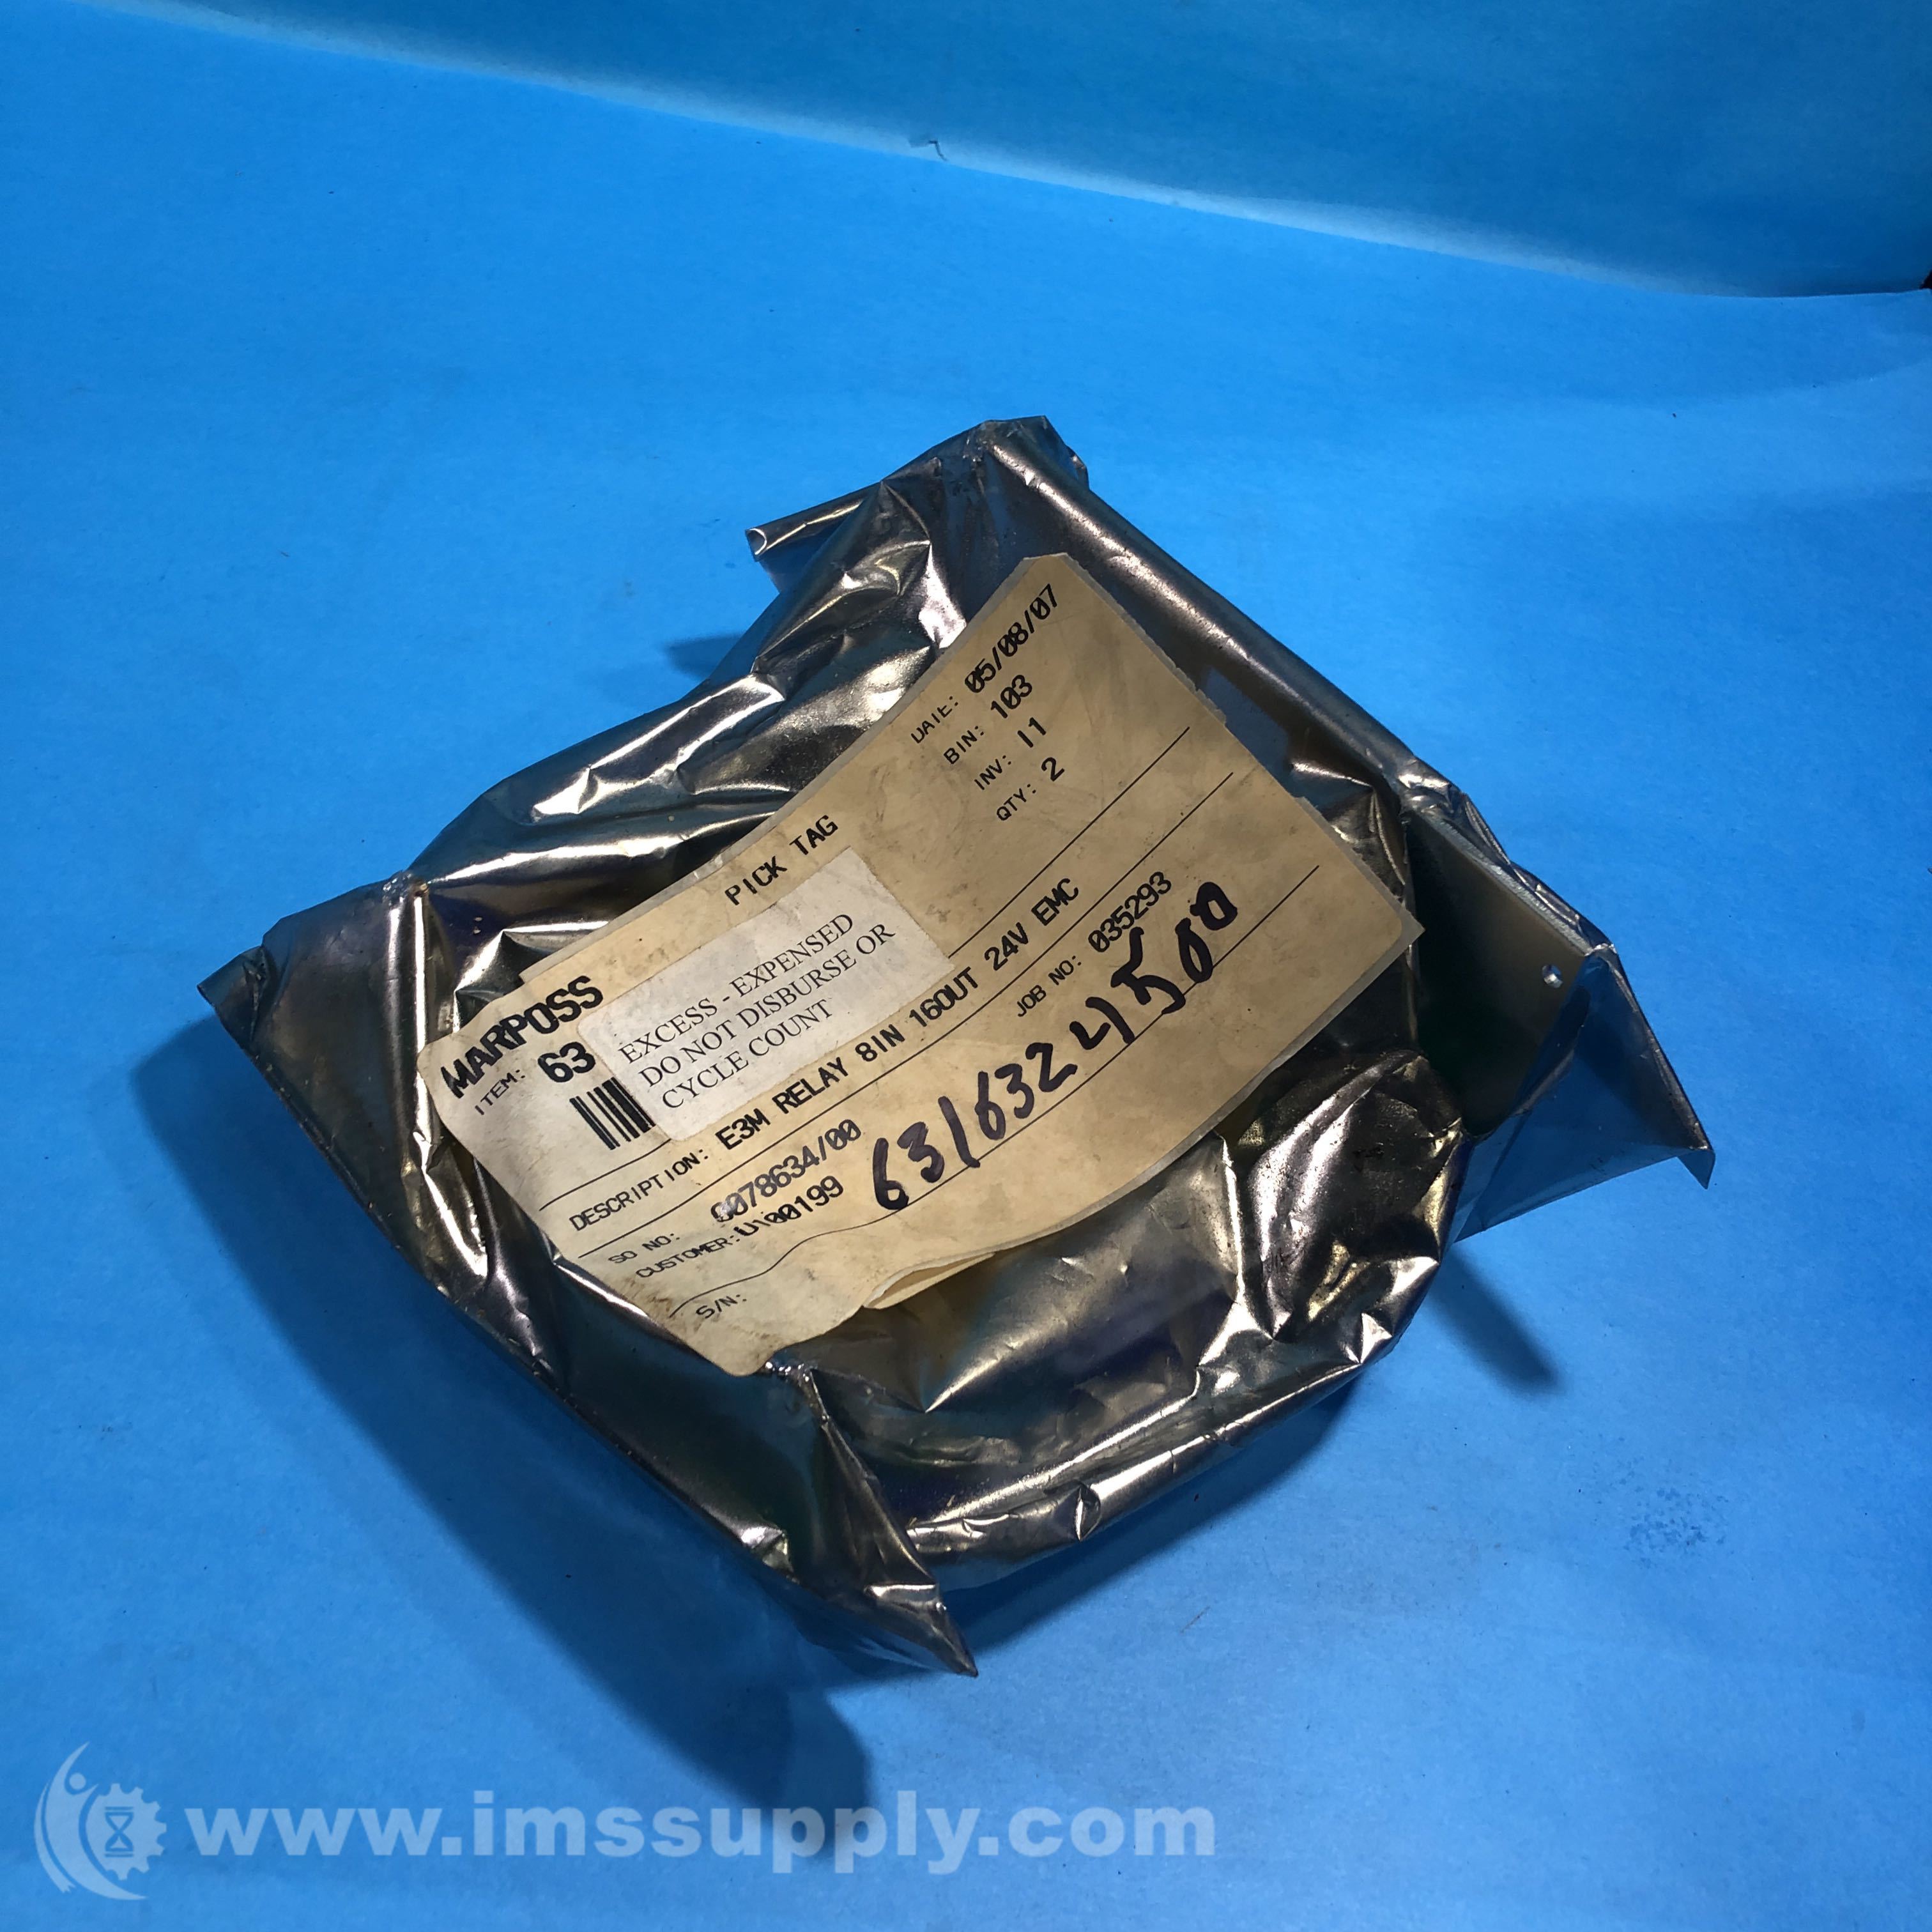 PICK TAG
DATE: 05/08/07
BIN: 103
INV: I1
QTY: 2
MARPOSS
ITEM: 63
EXCESS - EXPENSED
DO NOT DISBURSE OR
CYCLE COUNT
DESCRIPTION: E3M RELAY 8IN 16OUT 24V EMC
SO NO: 0078634/00
JOB NO: 035293
CUSTOMER:
S/N:
www.imssupply.com